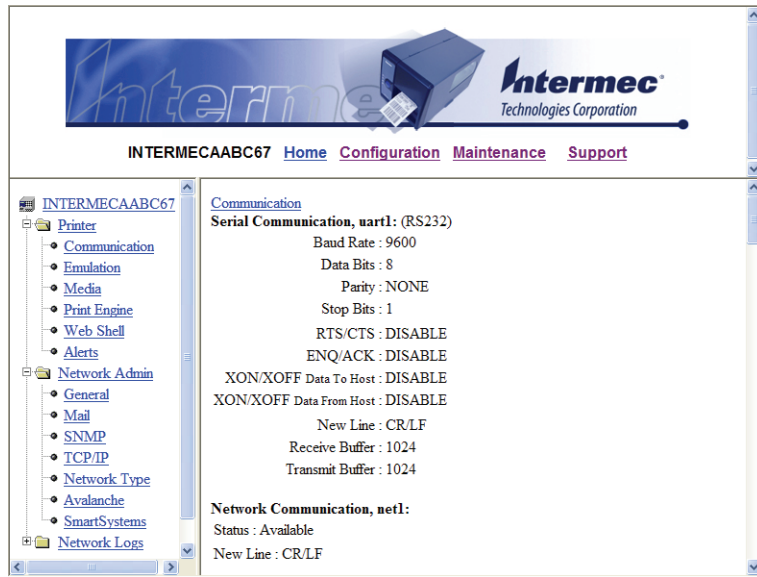 Intermec
Intermec
Technologies Corporation
INTERMECAABC67 Home Configuration Maintenance Support
INTERMECAABC67
Printer
Communication
Emulation
Media
Print Engine
Web Shell
Alerts
Network Admin
General
Mail
SNMP
TCP/IP
Network Type
Avalanche
SmartSystems
Network Logs
Communication
Serial Communication, uart1: (RS232)
Baud Rate : 9600
Data Bits : 8
Parity : NONE
Stop Bits : 1
RTS/CTS : DISABLE
ENQ/ACK : DISABLE
XON/XOFF Data To Host : DISABLE
XON/XOFF Data From Host : DISABLE
New Line : CR/LF
Receive Buffer : 1024
Transmit Buffer : 1024
Network Communication, net1:
Status : Available
New Line : CR/LF